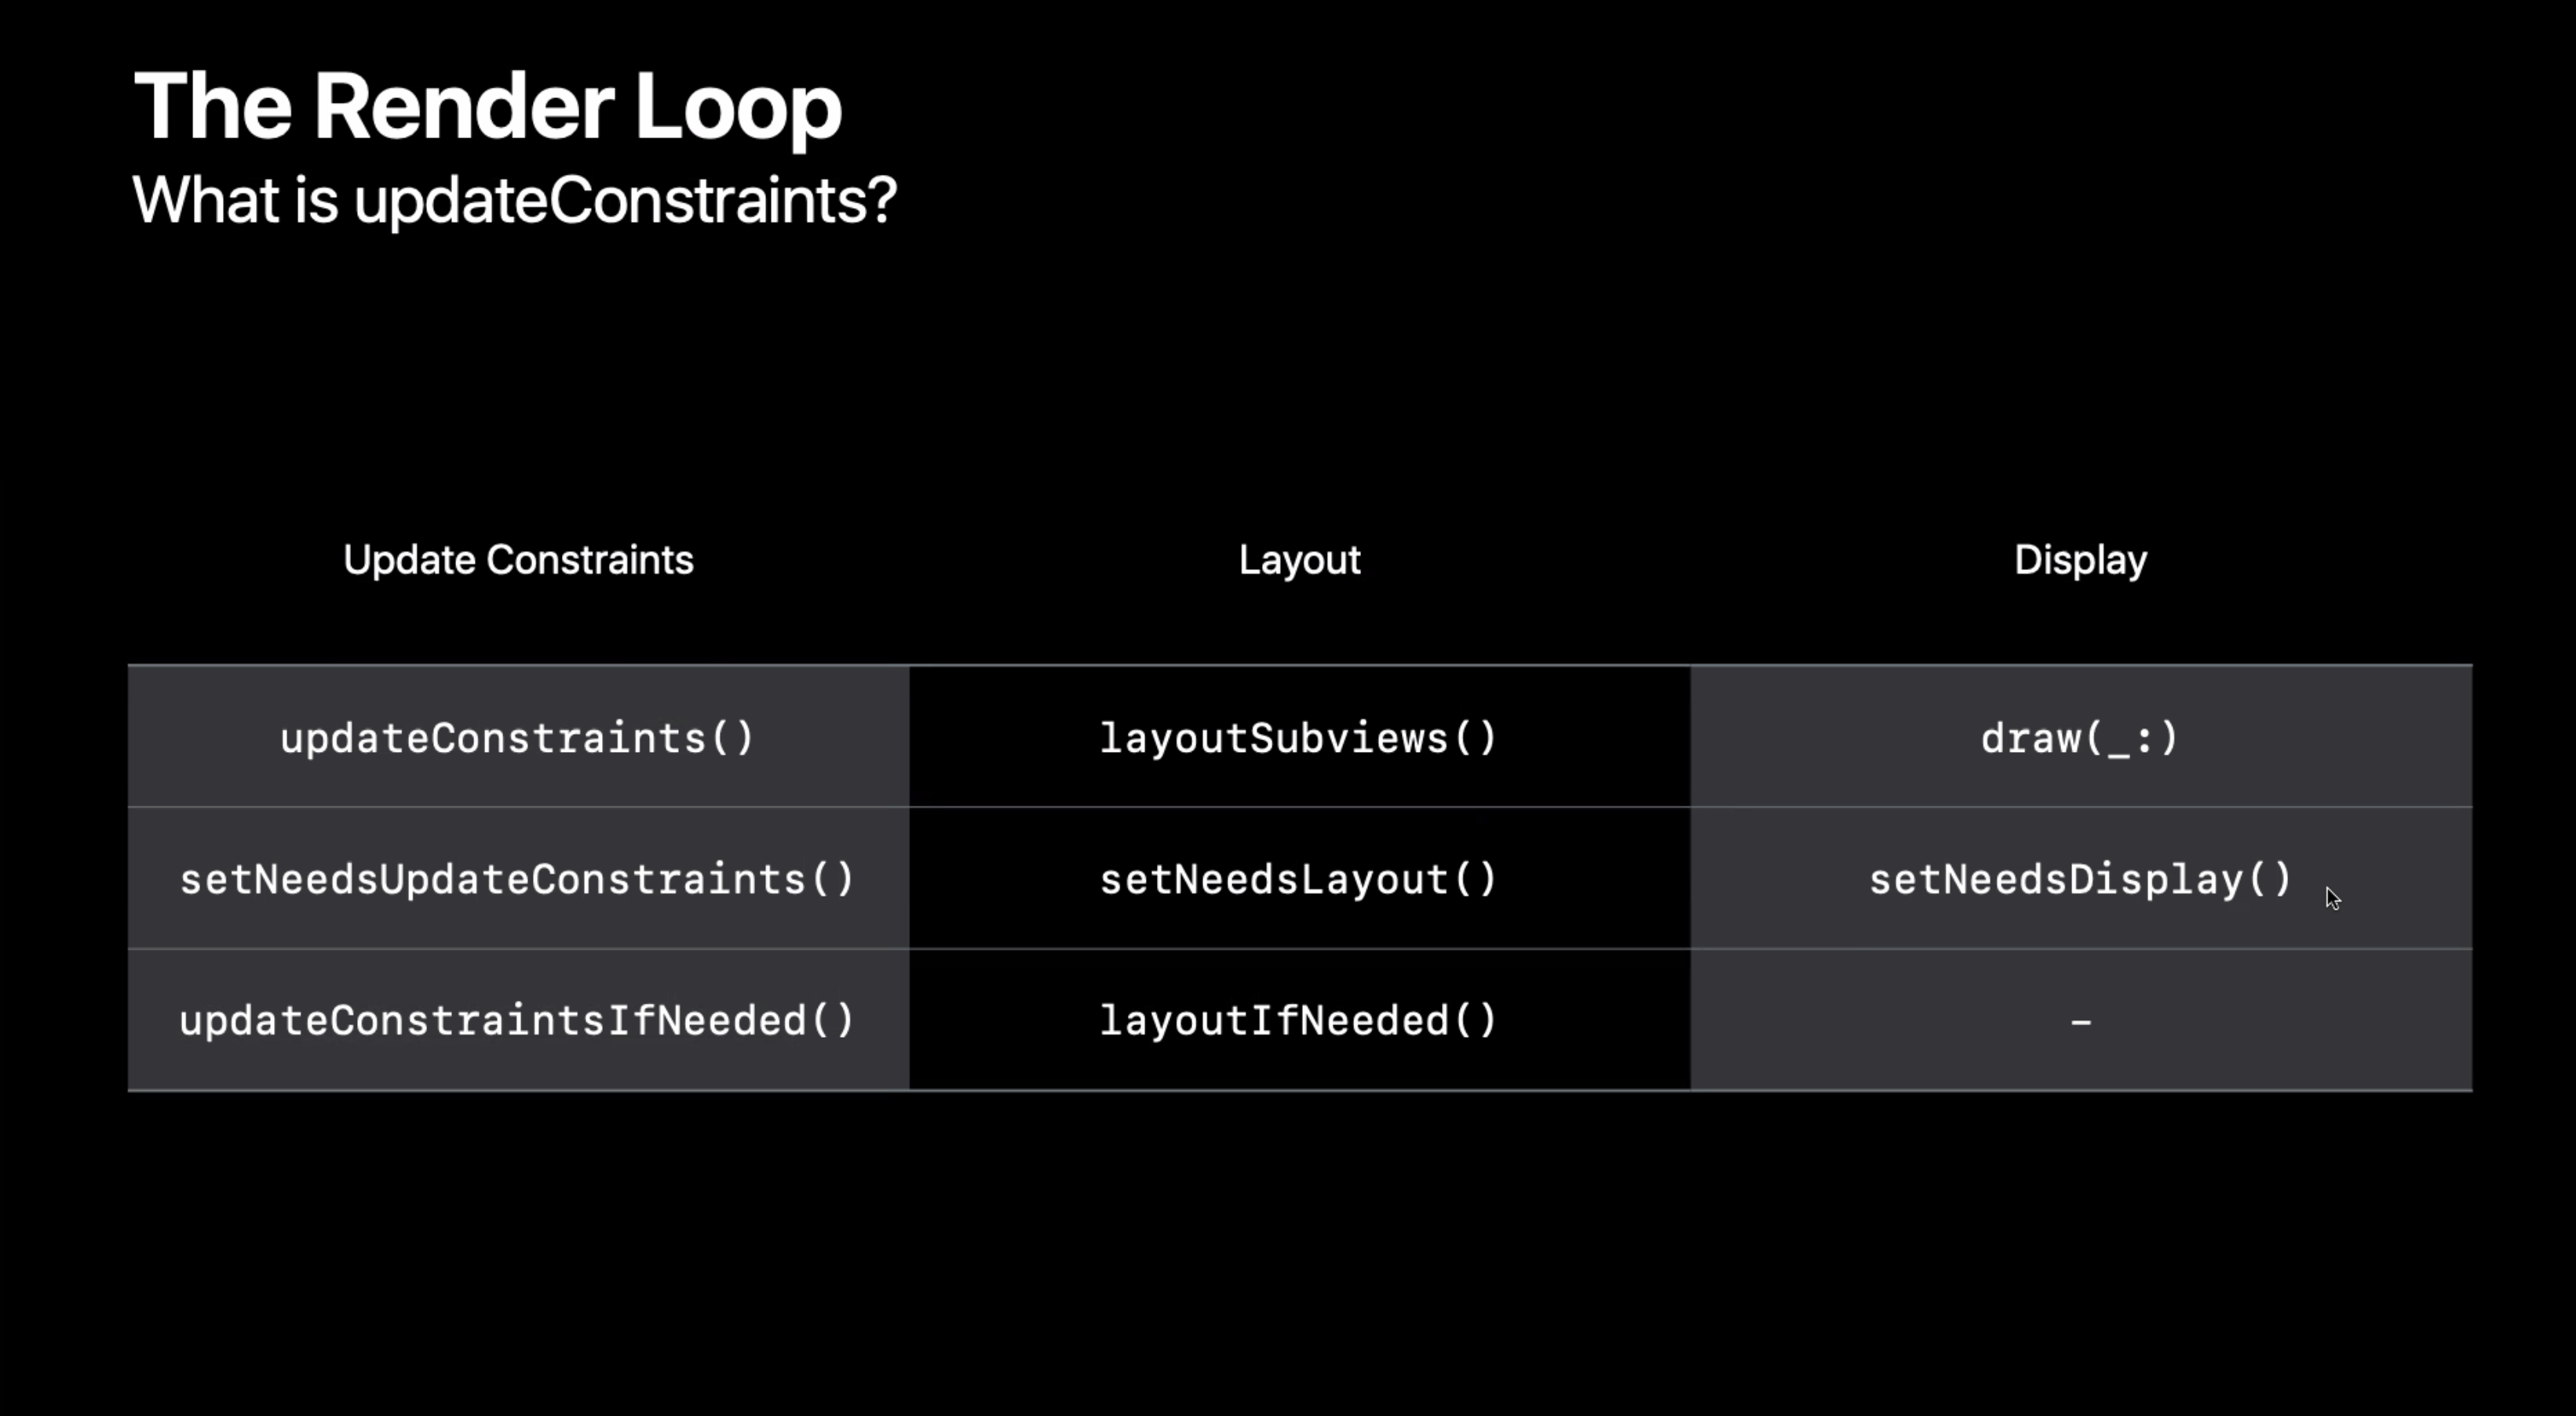 The Render Loop
What is updateConstraints?
Update Constraints Layout Display
updateConstraints() layoutSubviews() draw(_:)
setNeedsUpdateConstraints() setNeedsLayout() setNeedsDisplay()
updateConstraintsIfNeeded() layoutIfNeeded() –